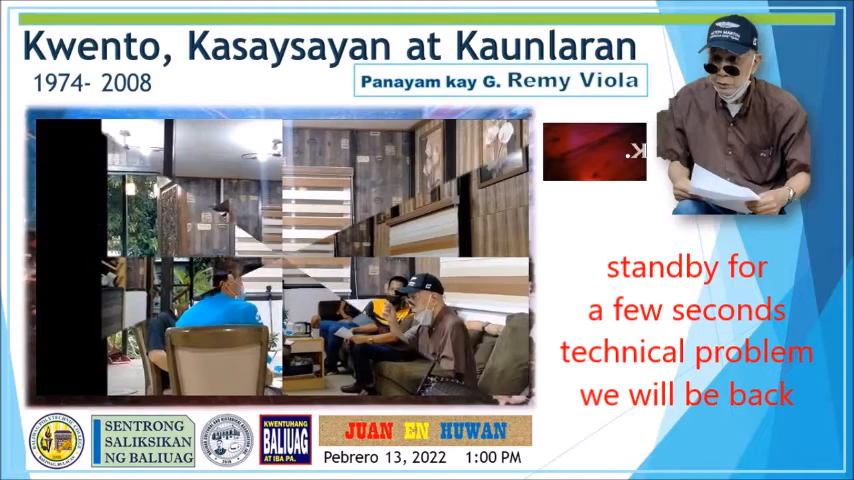 Kwento, Kasaysayan at Kaunlaran
1974- 2008
Panayam kay G. Remy Viola
K.
standby for
a few seconds
technical problem
we will be back
SENTRONG
SALIKSIKAN
NG BALIUAG
KWENTUHANG
BALIUAG
AT IBA PA.
JUAN EN HUWAN
Pebrero 13, 2022 1:00 PM